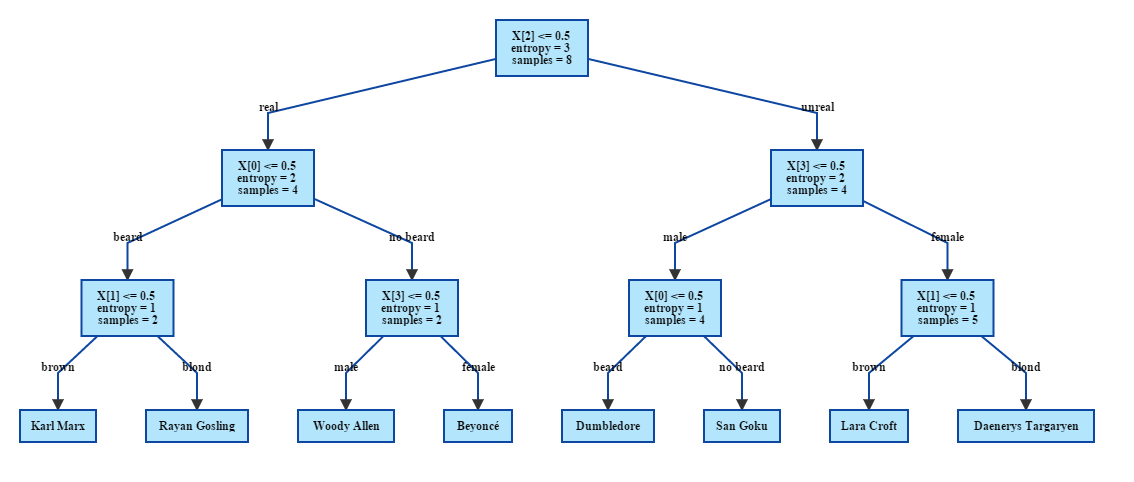 X[2] <= 0.5
entropy = 3
samples = 8
real
unreal
X[0] <= 0.5
entropy = 2
samples = 4
X[3] <= 0.5
entropy = 2
samples = 4
beard
no beard
male
female
X[1] <= 0.5
entropy = 1
samples = 2
X[3] <= 0.5
entropy = 1
samples = 2
X[0] <= 0.5
entropy = 1
samples = 4
X[1] <= 0.5
entropy = 1
samples = 5
brown
blond
male
female
beard
no beard
brown
blond
Karl Marx
Rayan Gosling
Woody Allen
Beyoncé
Dumbledore
San Goku
Lara Croft
Daenerys Targaryen